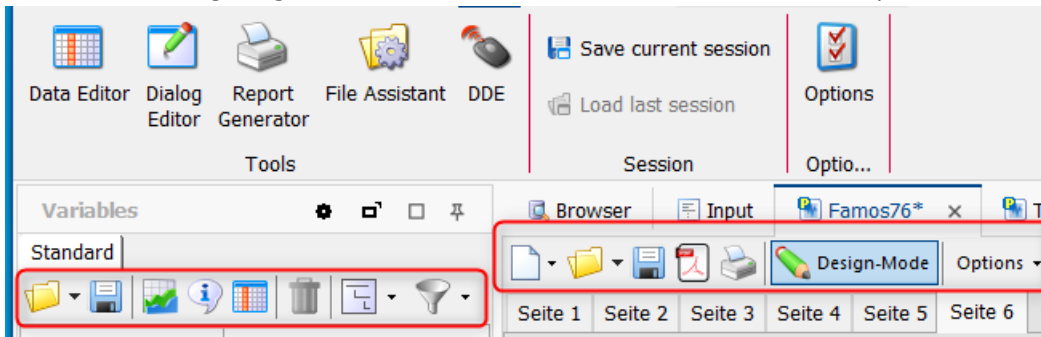 Data Editor Dialog Editor Report Generator File Assistant DDE
Save current session
Load last session
Options
Tools Session Optio...
Variables
Browser Input Famos76* T
Standard
Design-Mode Options
Seite 1 Seite 2 Seite 3 Seite 4 Seite 5 Seite 6